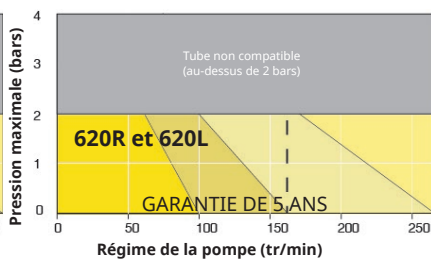 Pression maximale (bars)
4
3
2
1
0
Tube non compatible
(au-dessus de 2 bars)
620R et 620L
GARANTIE DE 5 ANS
0 50 100 150 200 250
Régime de la pompe (tr/min)